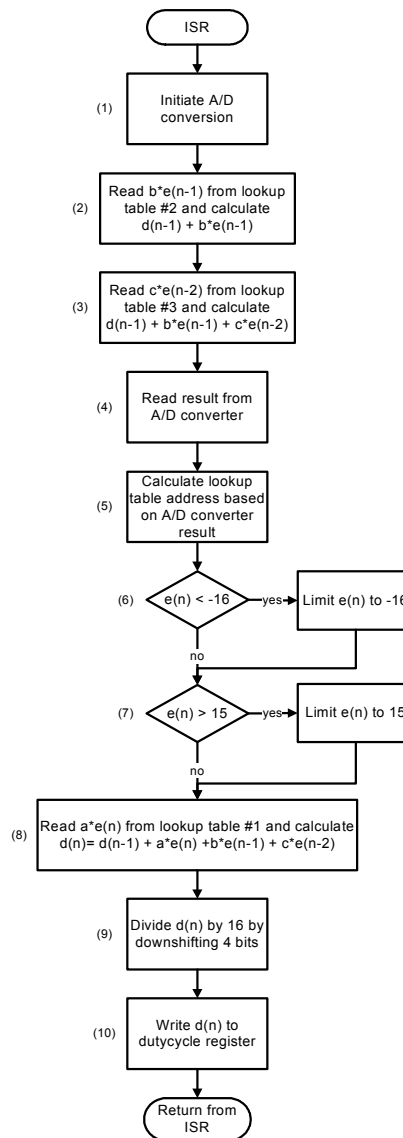 ISR
(1)
Initiate A/D
conversion
(2)
Read b*e(n-1) from lookup
table #2 and calculate
d(n-1) + b*e(n-1)
(3)
Read c*e(n-2) from lookup
table #3 and calculate
d(n-1) + b*e(n-1) + c*e(n-2)
(4)
Read result from
A/D converter
(5)
Calculate lookup
table address based
on A/D converter
result
(6)
e(n) < -16
yes
Limit e(n) to -16
no
(7)
e(n) > 15
yes
Limit e(n) to 15
no
(8)
Read a*e(n) from lookup table #1 and calculate
d(n)= d(n-1) + a*e(n) +b*e(n-1) + c*e(n-2)
(9)
Divide d(n) by 16 by
downshifting 4 bits
(10)
Write d(n) to
dutycycle register
Return from
ISR